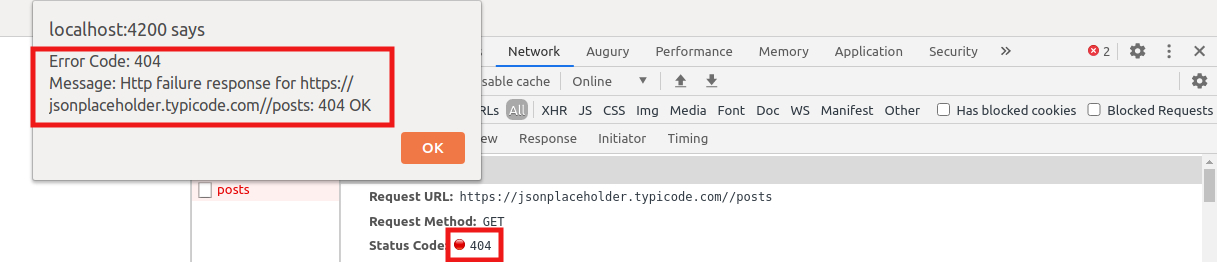 localhost:4200 says
Error Code: 404
Message: Http failure response for https://
jsonplaceholder.typicode.com//posts: 404 OK
OK
Network Augury Performance Memory Application Security » 2
sable cache Online
RLs All XHR JS CSS Img Media Font Doc WS Manifest Other Has blocked cookies Blocked Requests
ew Response Initiator Timing
posts
Request URL: https://jsonplaceholder.typicode.com//posts
Request Method: GET
Status Code: 404